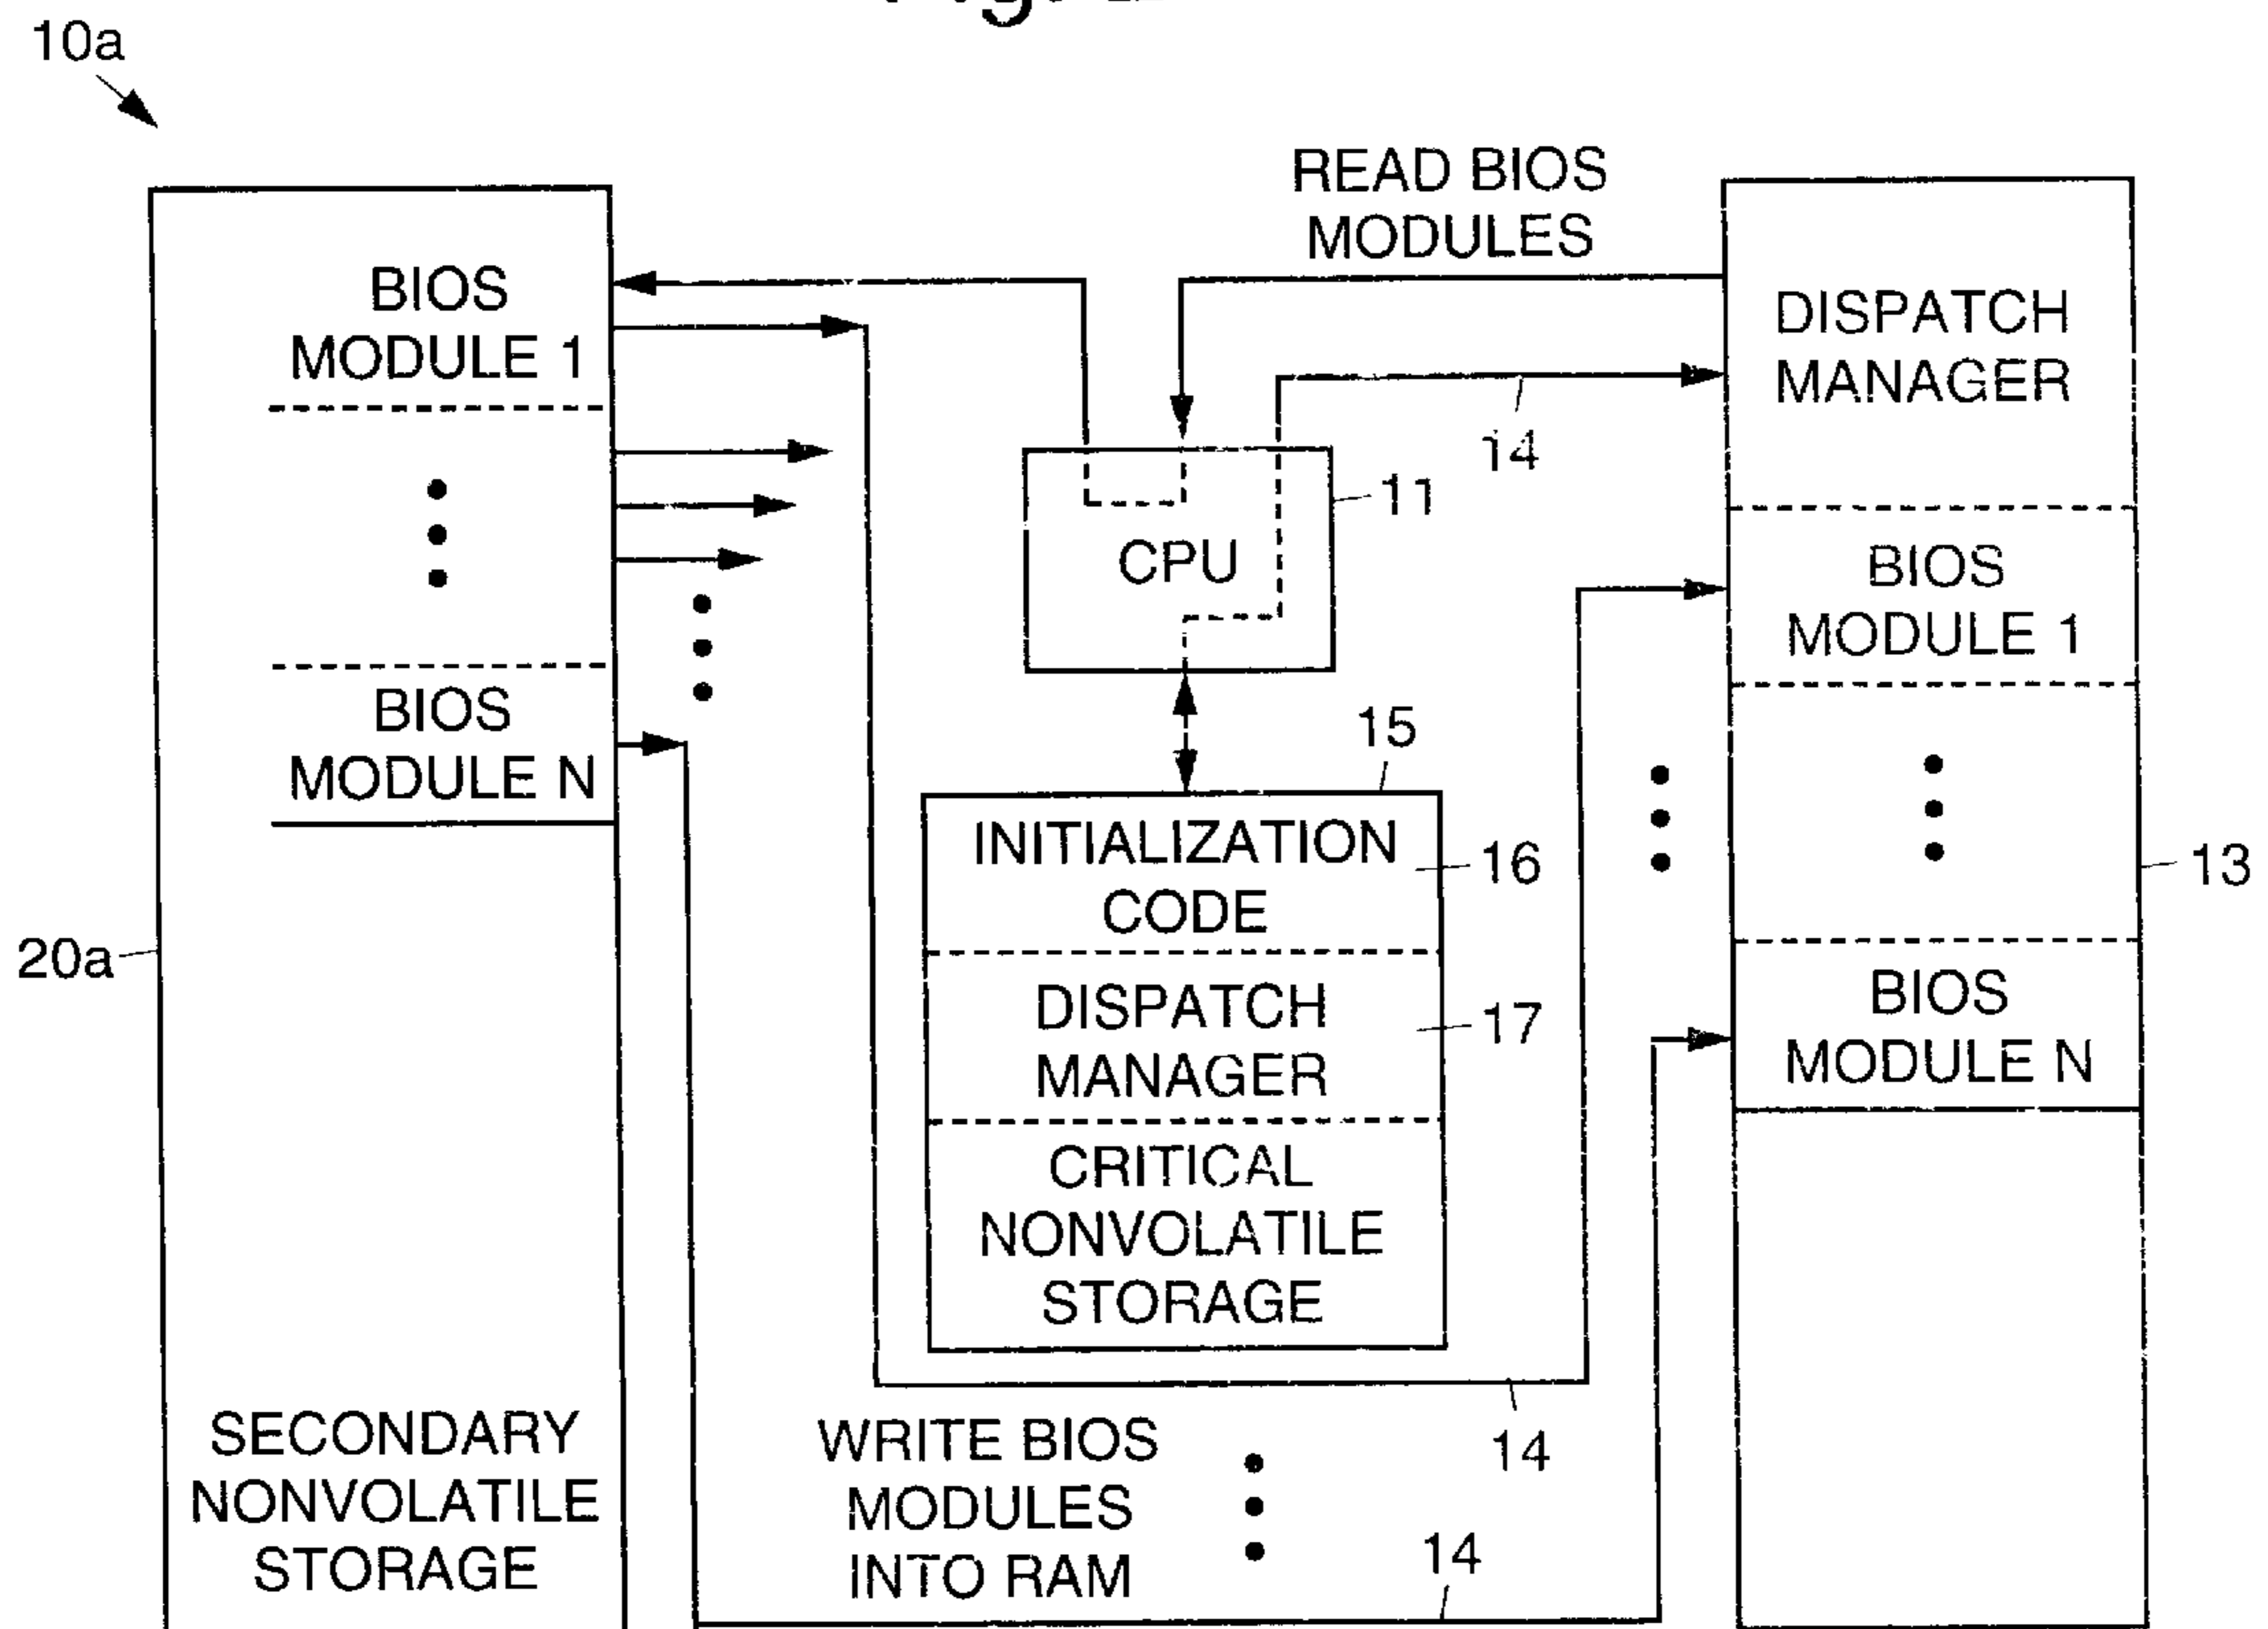 10a
READ BIOS
MODULES
BIOS
MODULE 1
DISPATCH
MANAGER
14
11
CPU
BIOS
MODULE 1
BIOS
MODULE N
15
INITIALIZATION
CODE
16
13
20a
DISPATCH
MANAGER
17
BIOS
MODULE N
CRITICAL
NONVOLATILE
STORAGE
SECONDARY
NONVOLATILE
STORAGE
WRITE BIOS
MODULES
INTO RAM
14
14